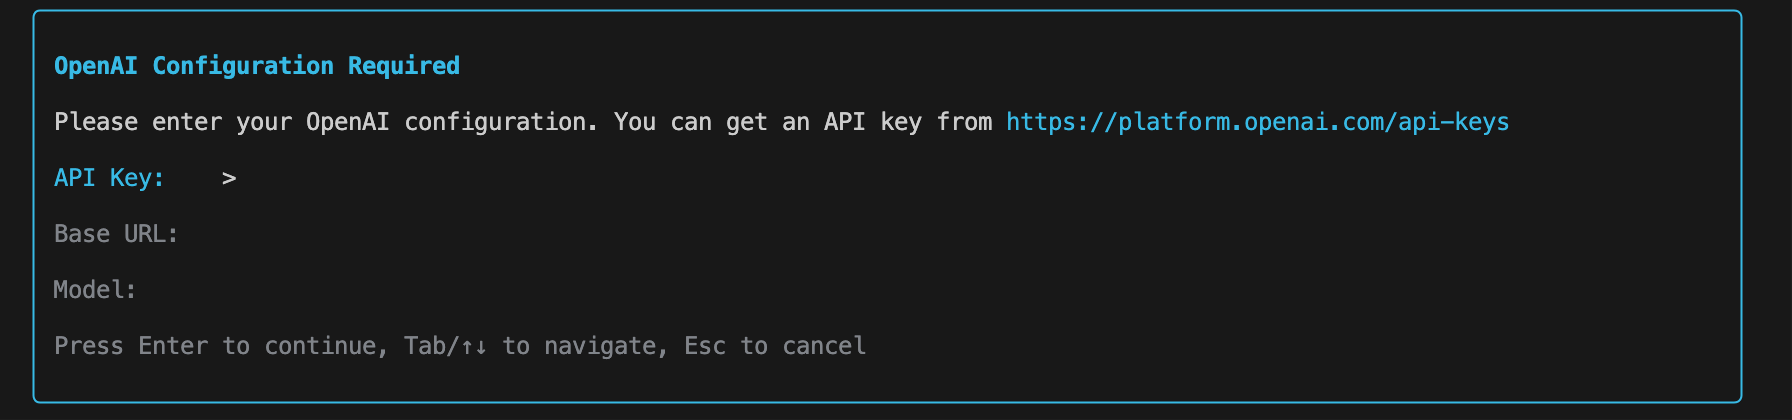 OpenAI Configuration Required
Please enter your OpenAI configuration. You can get an API key from https://platform.openai.com/api-keys
API Key:    >
Base URL:
Model:
Press Enter to continue, Tab/↑↓ to navigate, Esc to cancel